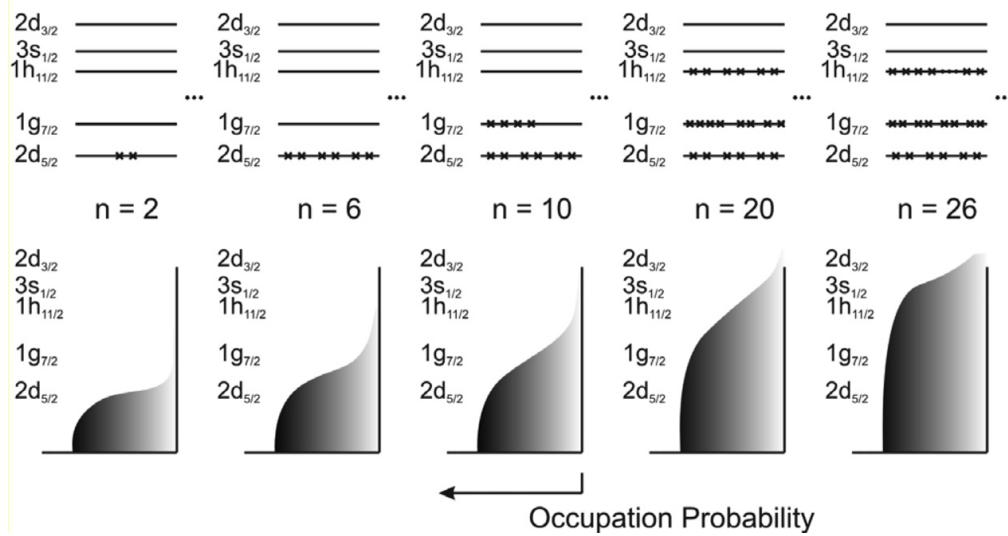 2d3/2 2d3/2 2d3/2 2d3/2 2d3/2
3s1/2 3s1/2 3s1/2 3s1/2 3s1/2
1h11/2 1h11/2 1h11/2 1h11/2 1h11/2
... ... ... ... ..
1g7/2 1g7/2 1g7/2 1g7/2 1g7/2
2d5/2 2d5/2 2d5/2 2d5/2 2d5/2
n = 2 n = 6 n = 10 n = 20 n = 26
2d3/2 2d3/2 2d3/2 2d3/2 2d3/2
3s1/2 3s1/2 3s1/2 3s1/2 3s1/2
1h11/2 1h11/2 1h11/2 1h11/2 1h11/2
1g7/2 1g7/2 1g7/2 1g7/2 1g7/2
2d5/2 2d5/2 2d5/2 2d5/2 2d5/2
Occupation Probability